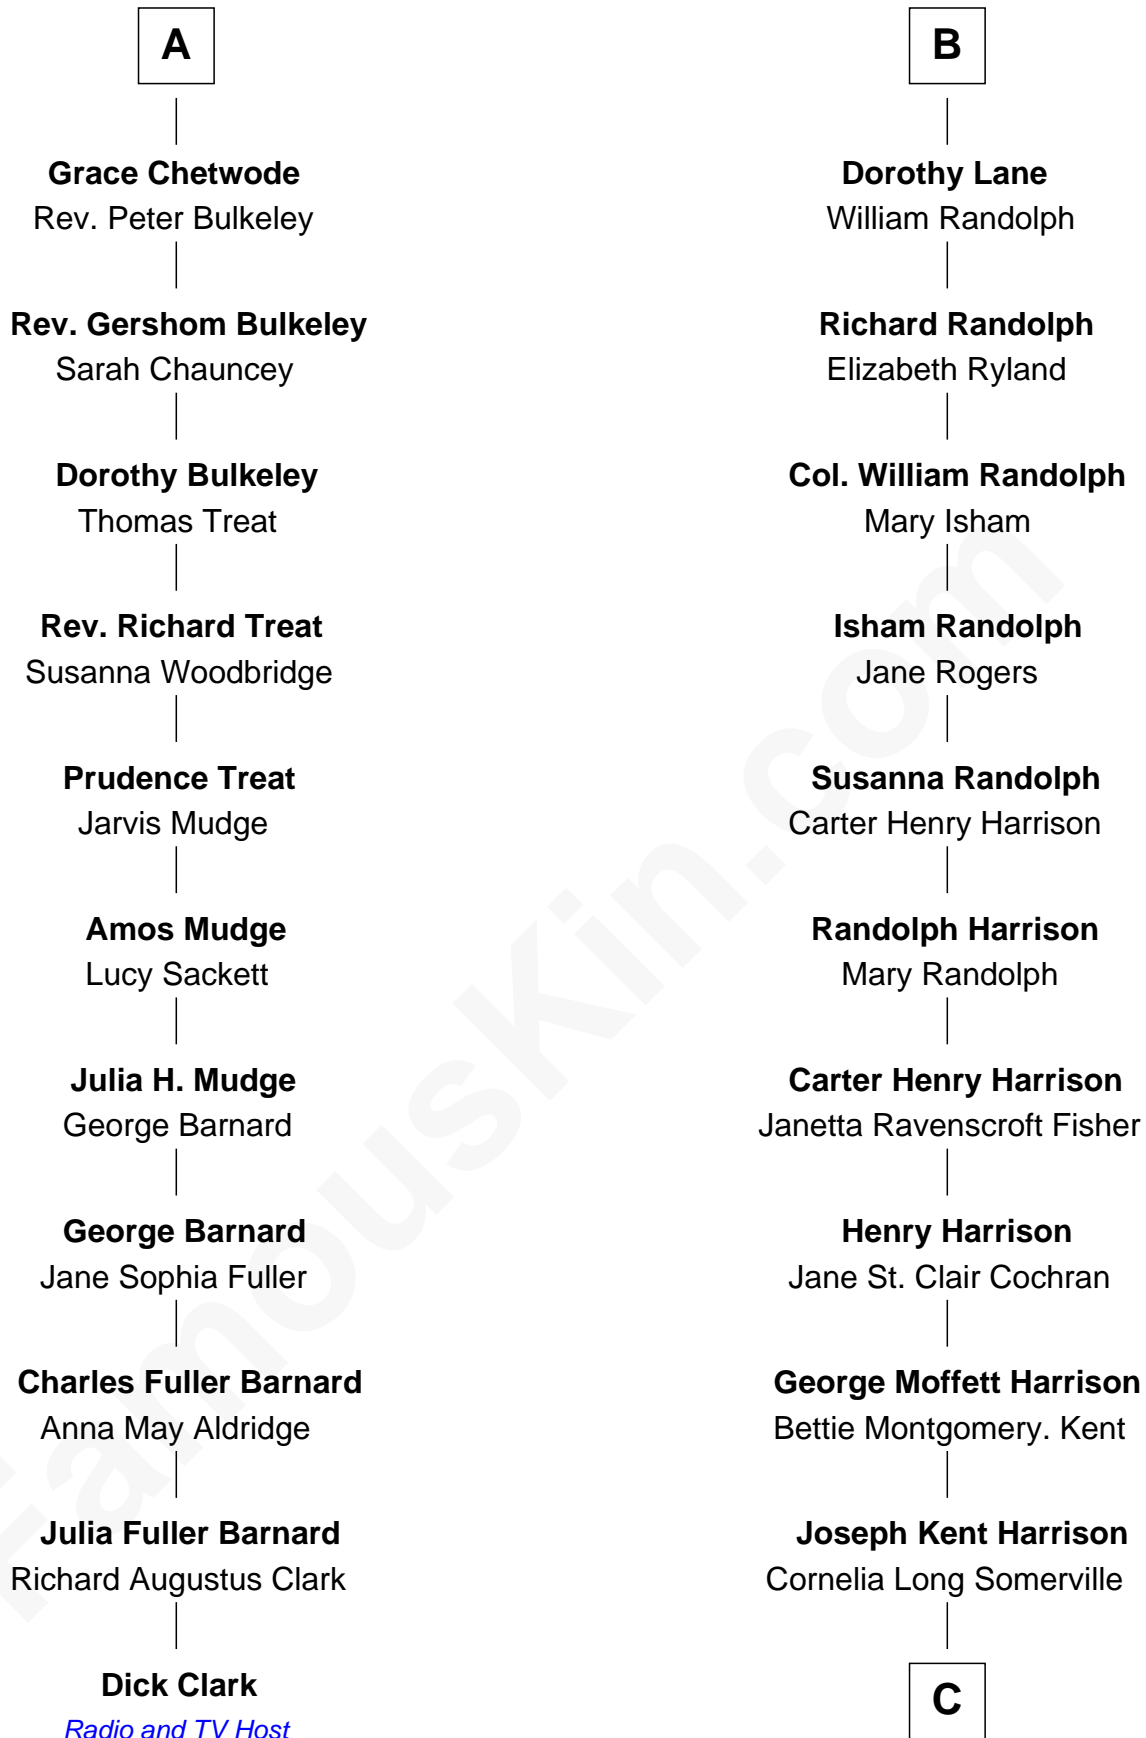 A
Grace Chetwode
Rev. Peter Bulkeley
Rev. Gershom Bulkeley
Sarah Chauncey
Dorothy Bulkeley
Thomas Treat
Rev. Richard Treat
Susanna Woodbridge
Prudence Treat
Jarvis Mudge
Amos Mudge
Lucy Sackett
Julia H. Mudge
George Barnard
George Barnard
Jane Sophia Fuller
Charles Fuller Barnard
Anna May Aldridge
Julia Fuller Barnard
Richard Augustus Clark
Dick Clark
Radio and TV Host
B
Dorothy Lane
William Randolph
Richard Randolph
Elizabeth Ryland
Col. William Randolph
Mary Isham
Isham Randolph
Jane Rogers
Susanna Randolph
Carter Henry Harrison
Randolph Harrison
Mary Randolph
Carter Henry Harrison
Janetta Ravenscroft Fisher
Henry Harrison
Jane St. Clair Cochran
George Moffett Harrison
Bettie Montgomery. Kent
Joseph Kent Harrison
Cornelia Long Somerville
C
FamousKin.com